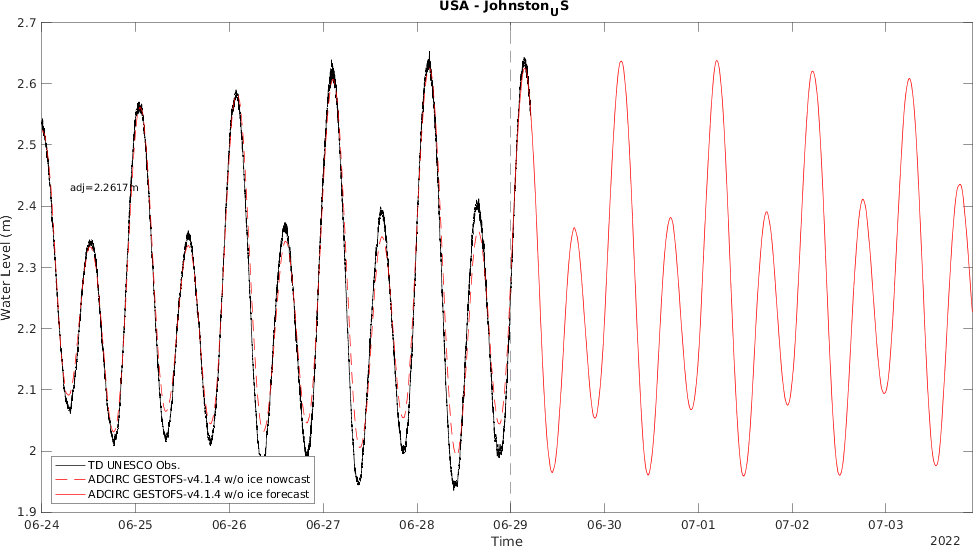 USA - Johnston_US
2.7
2.6
2.5
2.4
2.3
2.2
2.1
2
1.9
Water Level (m)
adj=2.2617m
TD UNESCO Obs.
ADCIRC GESTOFS-v4.1.4 w/o ice nowcast
ADCIRC GESTOFS-v4.1.4 w/o ice forecast
06-24 06-25 06-26 06-27 06-28 06-29 06-30 07-01 07-02 07-03
Time
2022